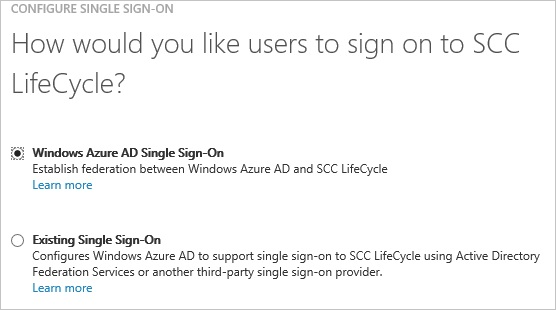 CONFIGURE SINGLE SIGN-ON
How would you like users to sign on to SCC
LifeCycle?
Windows Azure AD Single Sign-On
Establish federation between Windows Azure AD and SCC LifeCycle
Learn more
Existing Single Sign-On
Configures Windows Azure AD to support single sign-on to SCC LifeCycle using Active Directory
Federation Services or another third-party single sign-on provider.
Learn more